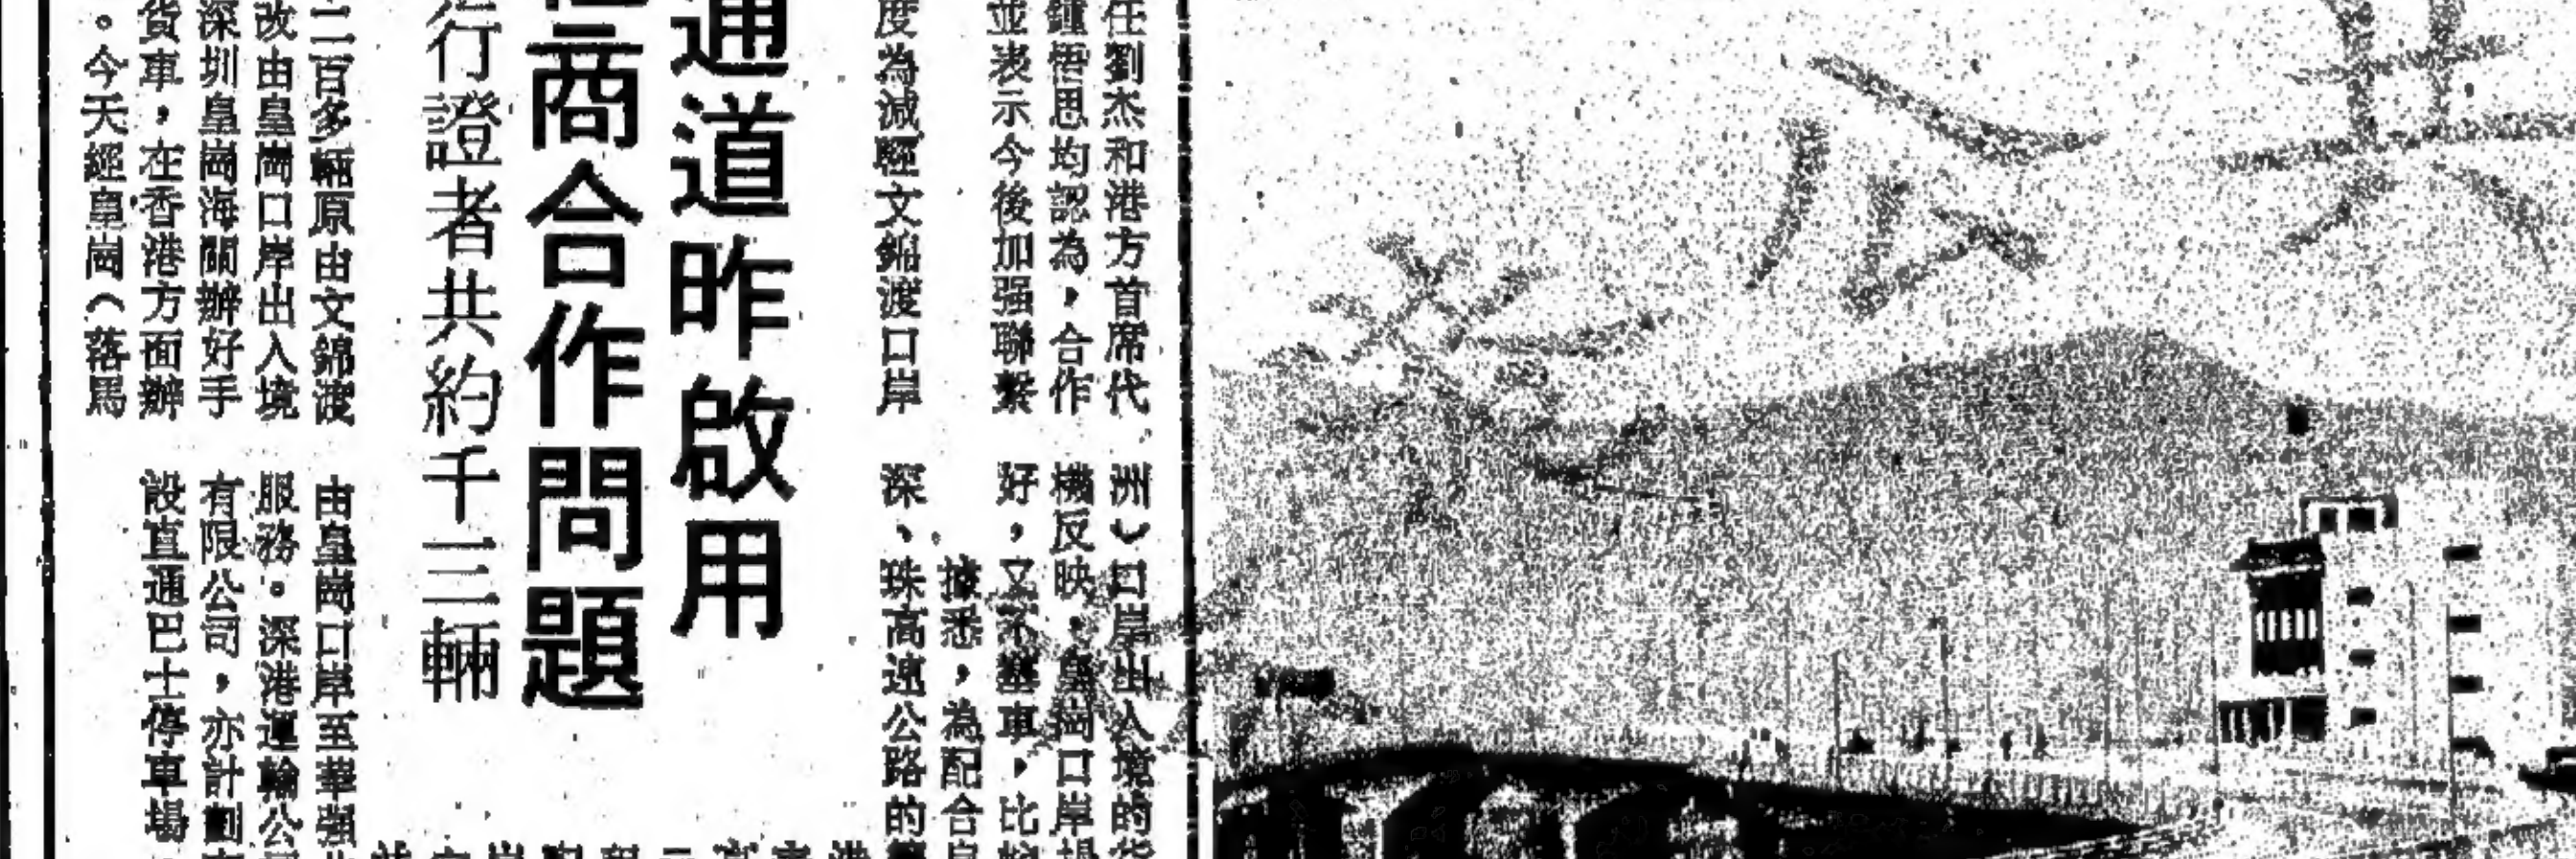 任劉杰和港方首席代
鐘悟思均認為，合作
並表示今後加强聯繫
度為減輕文錦渡口岸
通道昨啟用
商合作問題
行證者共約千三輛
二百多輛原由文錦渡
改由皇崗口岸出入境
深圳皇崗海關辦好手
貨車，在香港方面辦
。今天經皇崗（落馬
洲）口岸出入境的
機反映，皇崗口岸
好，又不塞車，比
據悉，為配合
深、珠高速公路的
由皇崗口岸至華強
服務。深港運輸公
有限公司，亦計劃
設直通巴士停車場